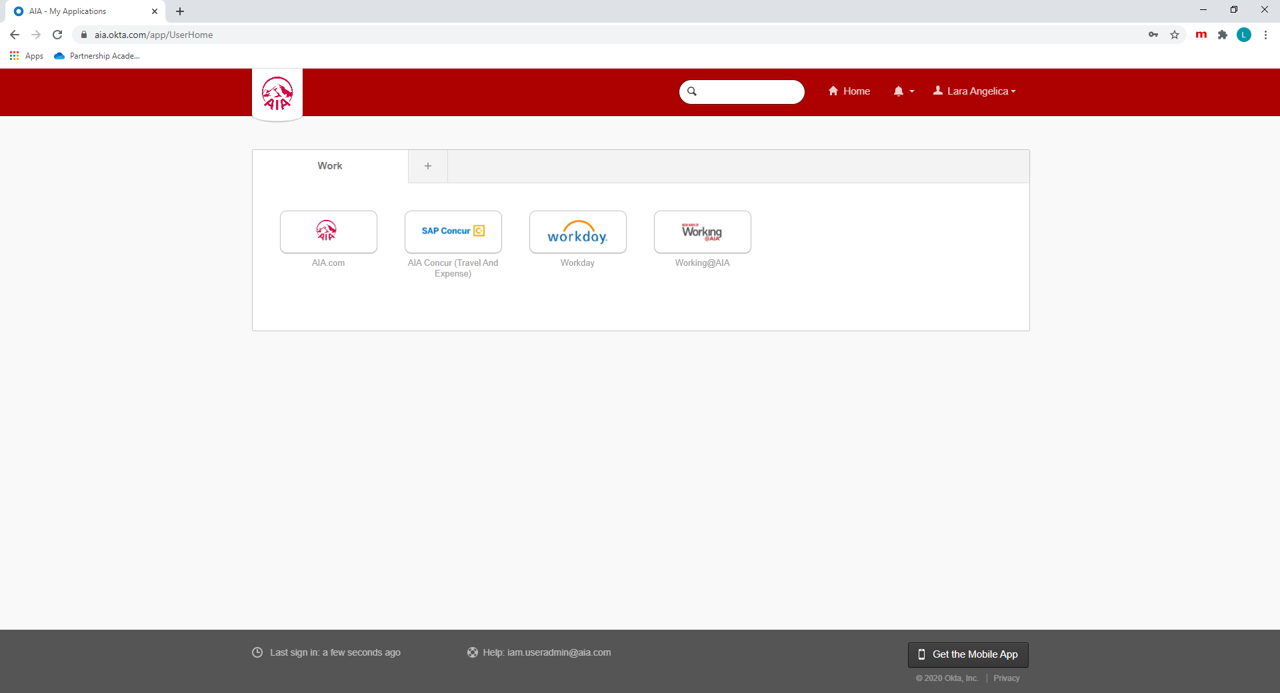 AIA - My Applications
aia.okta.com/app/UserHome
m
L
Apps
Partnership Acade...
AIA
Home
Lara Angelica
Work
+
AIA
SAP Concur C
workday.
Working
@AIA
AIA.com
AIA Concur (Travel And
Expense)
Workday
Working@AIA
Last sign in: a few seconds ago
Help: iam.useradmin@aia.com
Get the Mobile App
© 2020 Okta, Inc.
Privacy